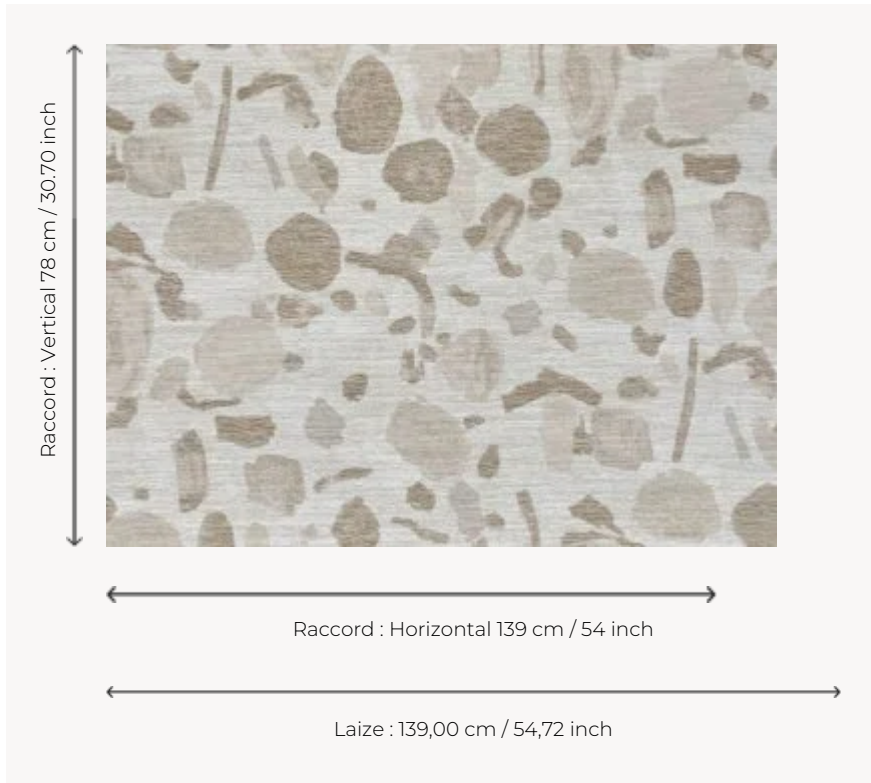 Raccord : Vertical 78 cm / 30.70 inch
Raccord : Horizontal 139 cm / 54 inch
Laize : 139,00 cm / 54,72 inch